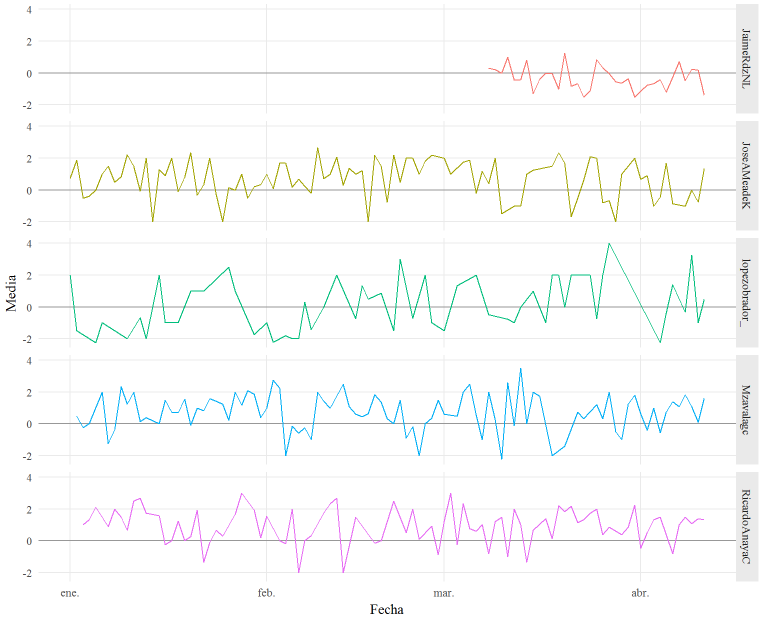 4
2
0
-2
JaimeRdzNL
4
2
0
-2
JoseAMeadeK
4
2
0
-2
lopezobrador_
4
2
0
-2
Mzavalagc
4
2
0
-2
RicardoAnayaC
Media
ene.
feb.
mar.
abr.
Fecha